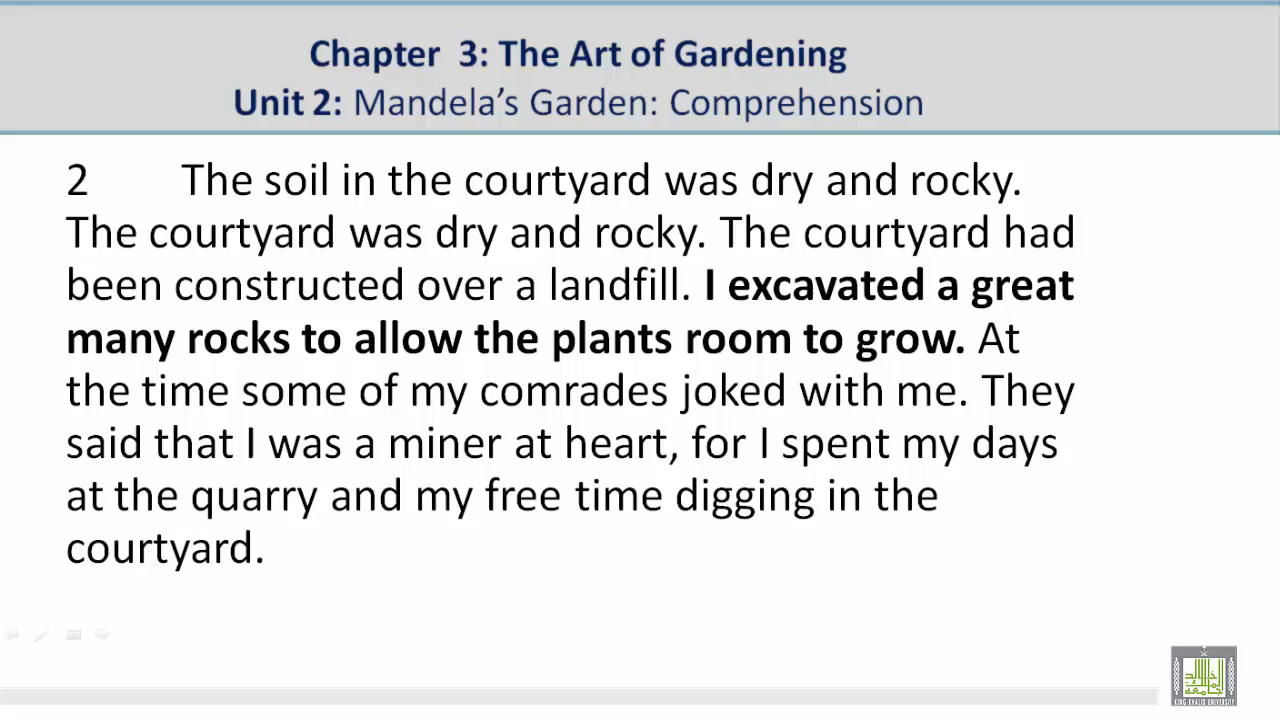 Chapter 3: The Art of Gardening
Unit 2: Mandela’s Garden: Comprehension
2 The soil in the courtyard was dry and rocky.
The courtyard was dry and rocky. The courtyard had
been constructed over a landfill. I excavated a great
many rocks to allow the plants room to grow. At
the time some of my comrades joked with me. They
said that I was a miner at heart, for I spent my days
at the quarry and my free time digging in the
courtyard.
KING KHALID UNIVERSITY